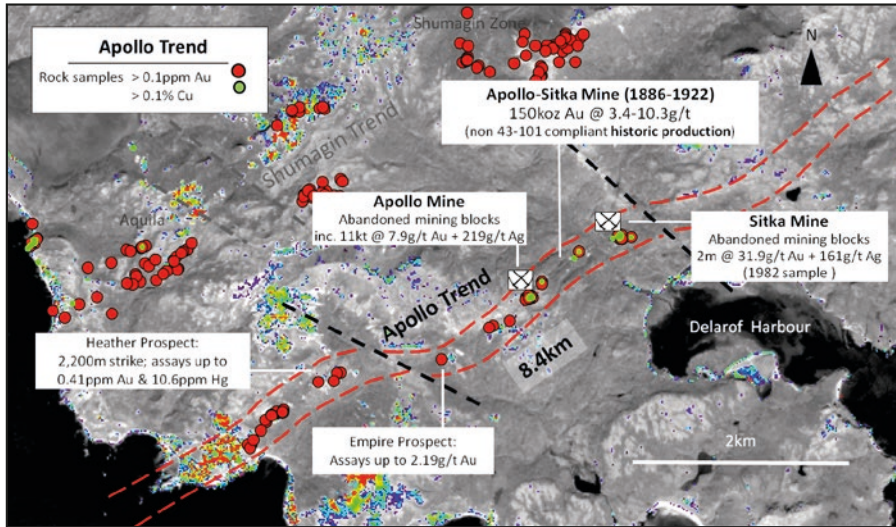 Shumagin Zone
Apollo Trend
Rock samples > 0.1ppm Au
> 0.1% Cu
N
Apollo-Sitka Mine (1886-1922)
150koz Au @ 3.4-10.3g/t
(non 43-101 compliant historic production)
Shumagin Trend
Aquila
Apollo Mine
Abandoned mining blocks
inc. 11kt @ 7.9g/t Au + 219g/t Ag
Sitka Mine
Abandoned mining blocks
2m @ 31.9g/t Au + 161g/t Ag
(1982 sample )
Apollo Trend
8.4km
Delarof Harbour
Heather Prospect:
2,200m strike; assays up to
0.41ppm Au & 10.6ppm Hg
Empire Prospect:
Assays up to 2.19g/t Au
2km